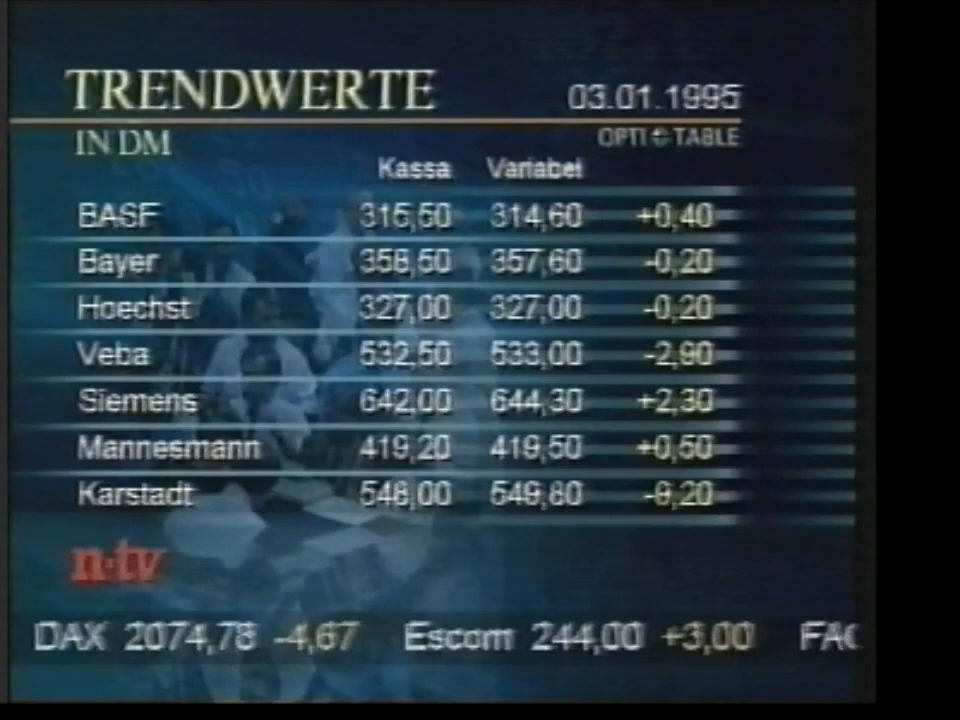 TRENDWERTE 03.01.1995
IN DM OPTI TABLE
Kassa Variabel
BASF 315,50 314,60 +0,40
Bayer 358,50 357,60 -0,20
Hoechst 327,00 327,00 -0,20
Veba 532,50 533,00 -2,90
Siemens 642,00 644,30 +2,30
Mannesmann 419,20 419,50 +0,50
Karstadt 548,00 549,80
n-tv
DAX 2074,78 -4,67 Escom 244,00 +3,00